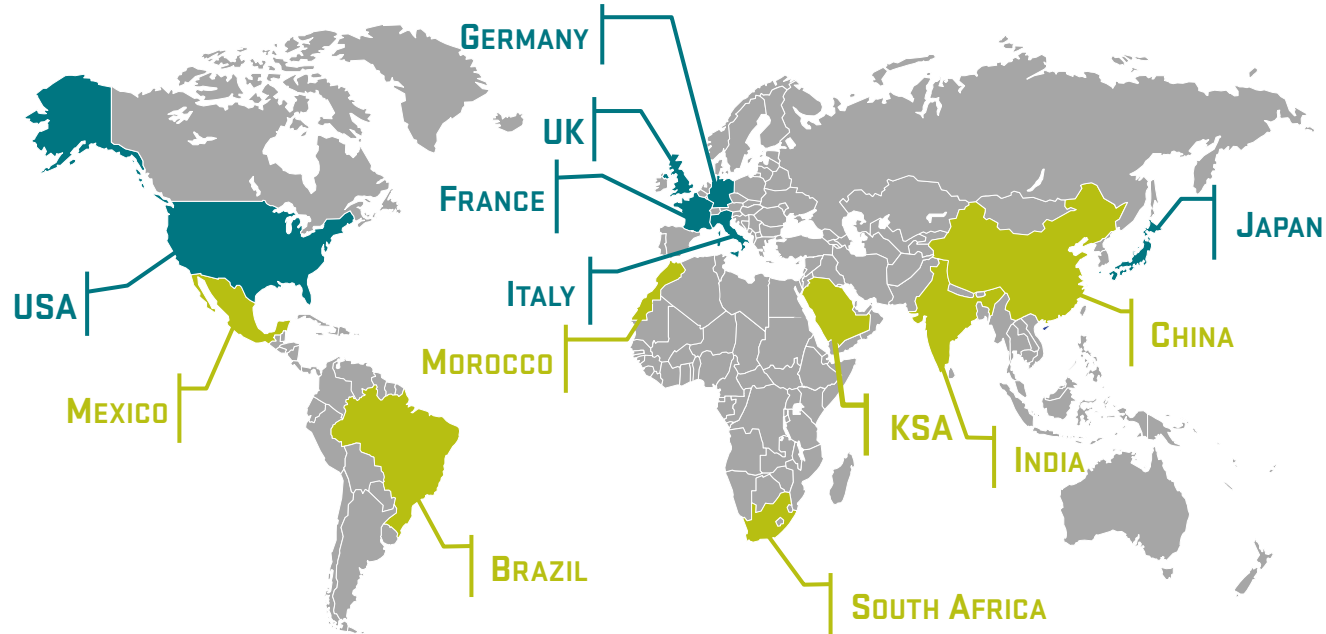 GERMANY
UK
FRANCE
JAPAN
ITALY
USA
CHINA
MOROCCO
MEXICO
KSA
INDIA
BRAZIL
SOUTH AFRICA